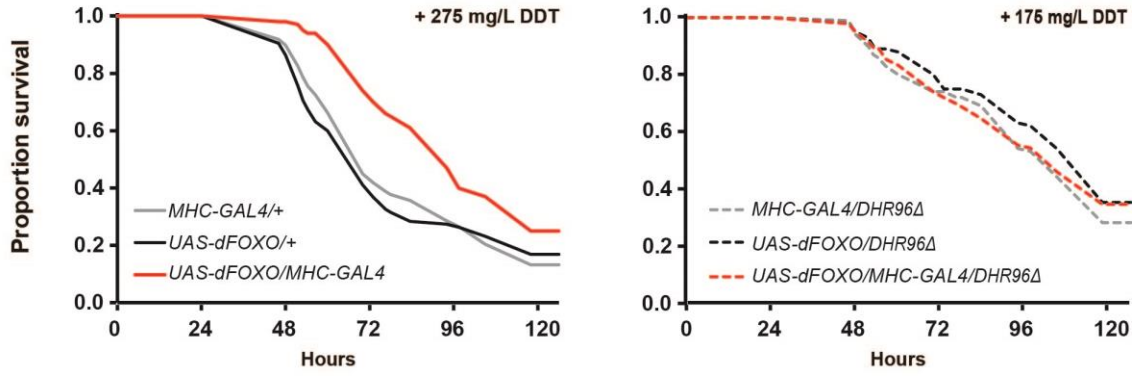 + 275 mg/L DDT
Proportion survival
1.0
0.8
0.6
0.4
0.2
0.0
MHC-GAL4/+
UAS-dFOXO/+
UAS-dFOXO/MHC-GAL4
0 24 48 72 96 120
Hours
+ 175 mg/L DDT
1.0
0.8
0.6
0.4
0.2
0.0
MHC-GAL4/DHR96Δ
UAS-dFOXO/DHR96Δ
UAS-dFOXO/MHC-GAL4/DHR96Δ
0 24 48 72 96 120
Hours